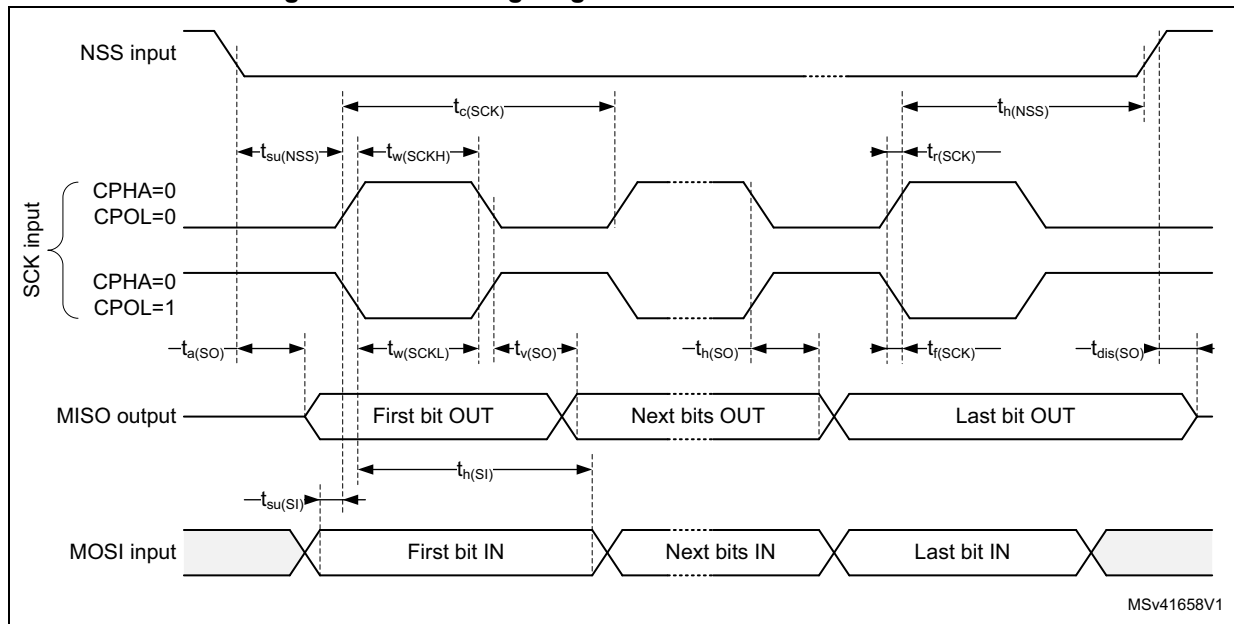 NSS input
tc(SCK)
th(NSS)
tsu(NSS)
tw(SCKH)
tr(SCK)
SCK input
CPHA=0
CPOL=0
CPHA=0
CPOL=1
ta(SO)
tw(SCKL)
tv(SO)
th(SO)
tf(SCK)
tdis(SO)
MISO output
First bit OUT
Next bits OUT
Last bit OUT
th(SI)
tsu(SI)
MOSI input
First bit IN
Next bits IN
Last bit IN
MSv41658V1